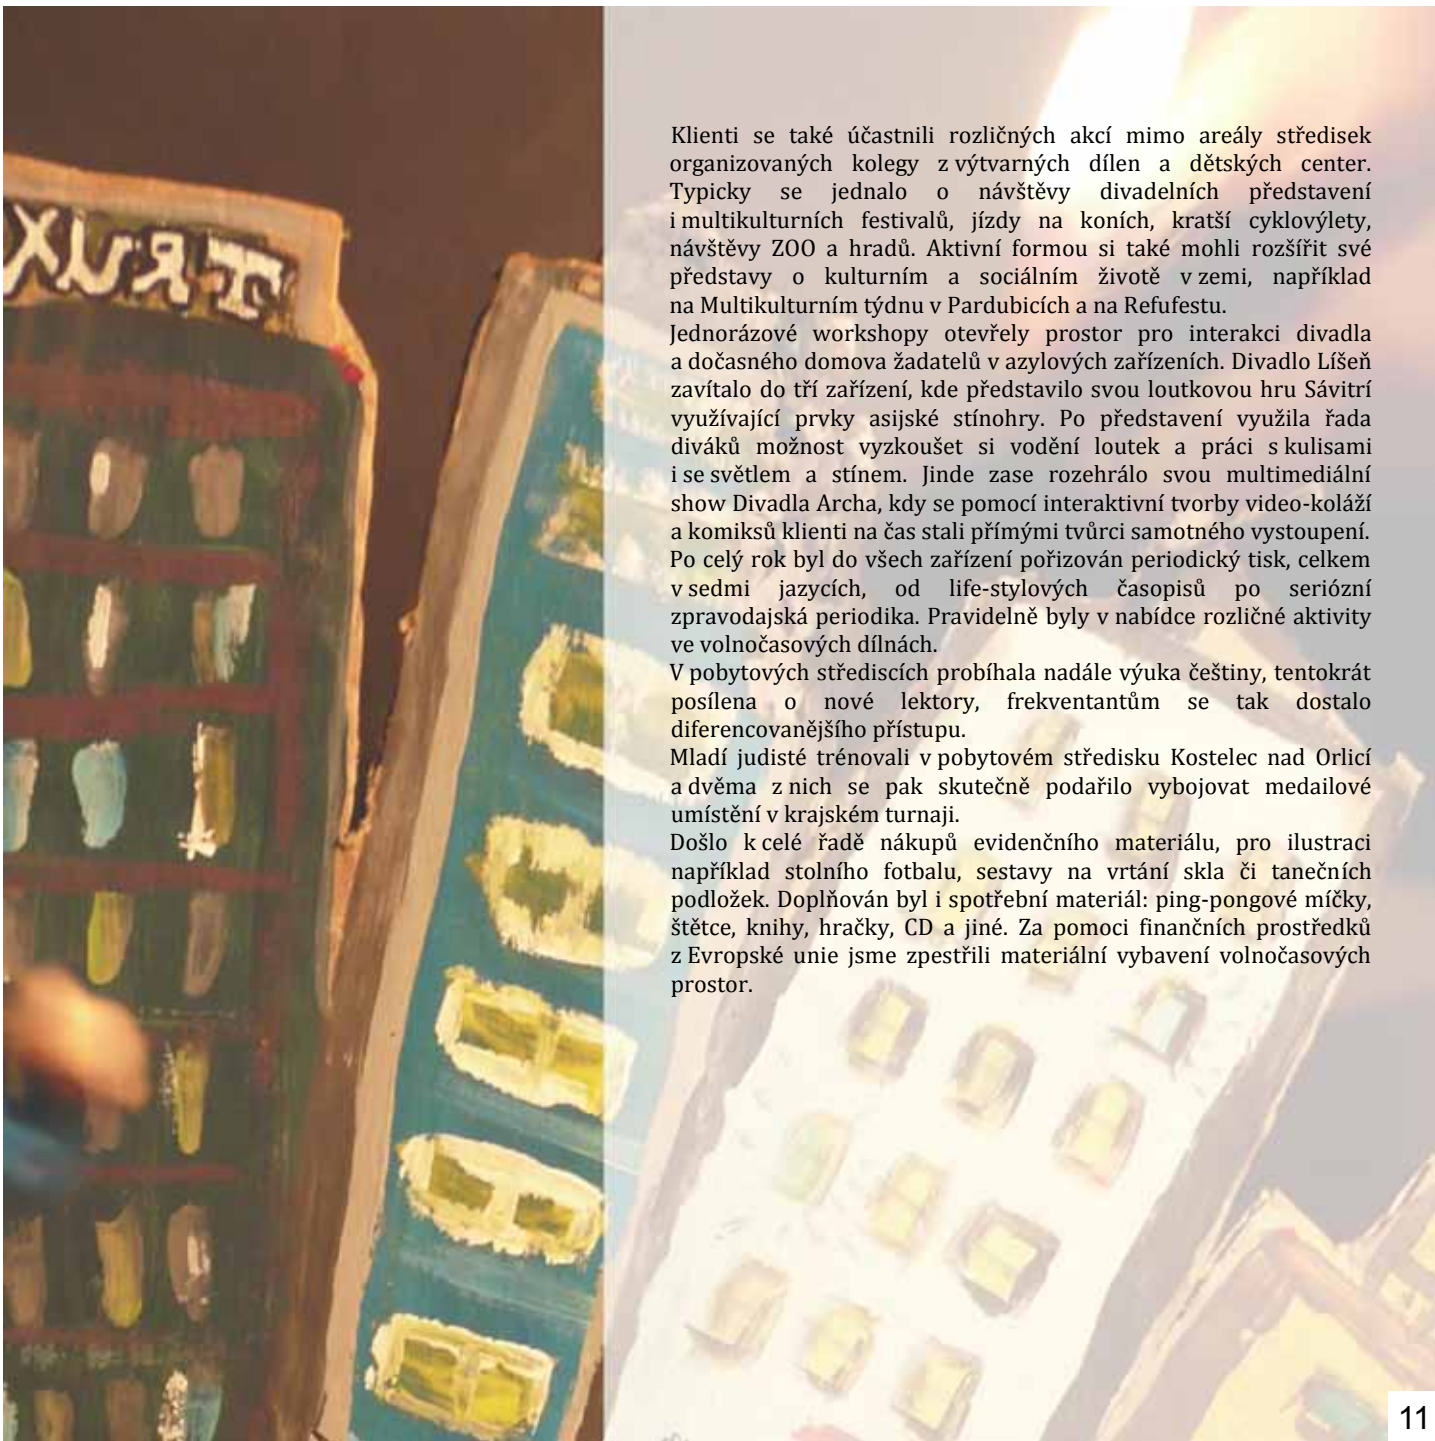 Klienti se také účastnili rozličných akcí mimo areály středisek
organizovaných kolegy z výtvarných dílen a dětských center.
Typicky se jednalo o návštěvy divadelních představení
i multikulturních festivalů, jízdy na koních, kratší cyklovýlety,
návštěvy ZOO a hradů. Aktivní formou si také mohli rozšířit své
představy o kulturním a sociálním životě v zemi, například
na Multikulturním týdnu v Pardubicích a na Refufestu.
Jednorázové workshopy otevřely prostor pro interakci divadla
a dočasného domova žadatelů v azylových zařízeních. Divadlo Líšeň
zavítalo do tří zařízení, kde představilo svou loutkovou hru Sávitrí
využívající prvky asijské stínohry. Po představení využila řada
diváků možnost vyzkoušet si vodění loutek a práci s kulisami
i se světlem a stínem. Jinde zase rozehrálo svou multimediální
show Divadla Archa, kdy se pomocí interaktivní tvorby video-koláží
a komiksů klienti na čas stali přímými tvůrci samotného vystoupení.
Po celý rok byl do všech zařízení pořizován periodický tisk, celkem
v sedmi jazycích, od life-stylových časopisů po seriózní
zpravodajská periodika. Pravidelně byly v nabídce rozličné aktivity
ve volnočasových dílnách.
V pobytových střediscích probíhala nadále výuka češtiny, tentokrát
posílena o nové lektory, frekventantům se tak dostalo
diferencovanějšího přístupu.
Mladí judisté trénovali v pobytovém středisku Kostelec nad Orlicí
a dvěma z nich se pak skutečně podařilo vybojovat medailové
umístění v krajském turnaji.
Došlo k celé řadě nákupů evidenčního materiálu, pro ilustraci
například stolního fotbalu, sestavy na vrtání skla či tanečních
podložek. Doplňován byl i spotřební materiál: ping-pongové míčky,
štětce, knihy, hračky, CD a jiné. Za pomoci finančních prostředků
z Evropské unie jsme zpestřili materiální vybavení volnočasových
prostor.
11